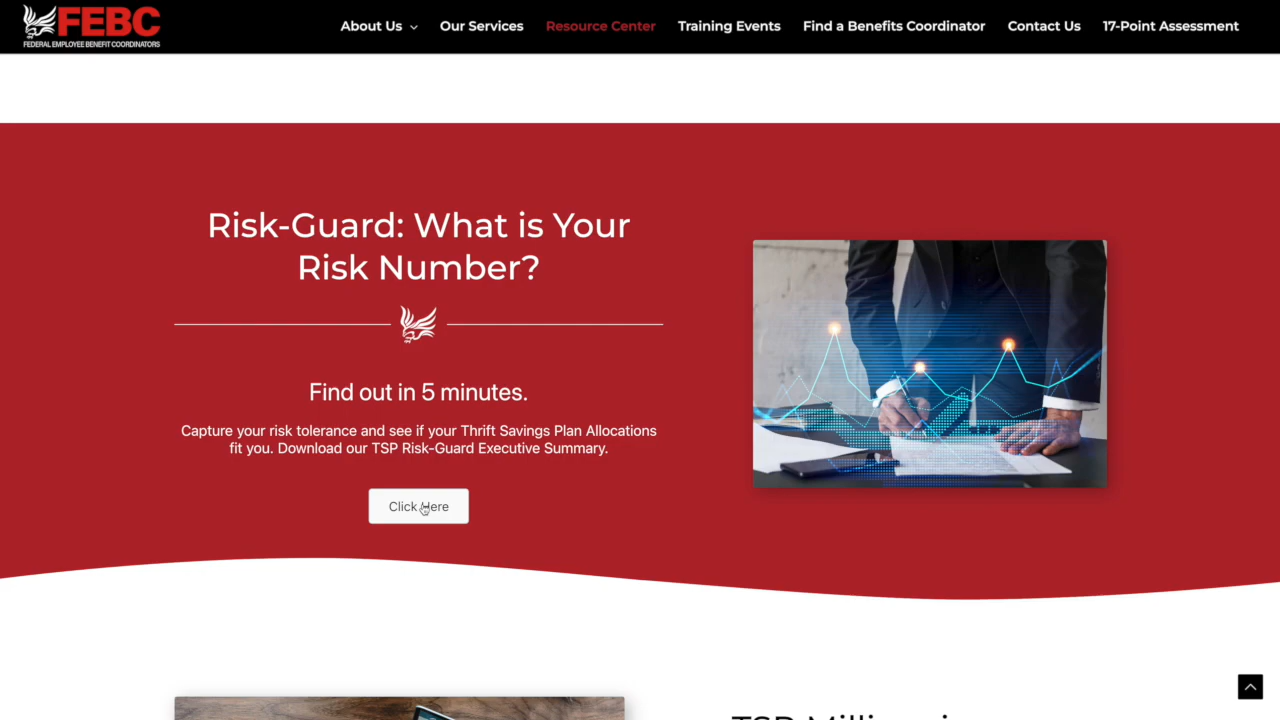 FEBC
FEDERAL EMPLOYEE BENEFIT COORDINATORS
About Us
Our Services
Resource Center
Training Events
Find a Benefits Coordinator
Contact Us
17-Point Assessment
Risk-Guard: What is Your
Risk Number?
Find out in 5 minutes.
Capture your risk tolerance and see if your Thrift Savings Plan Allocations
fit you. Download our TSP Risk-Guard Executive Summary.
Click Here